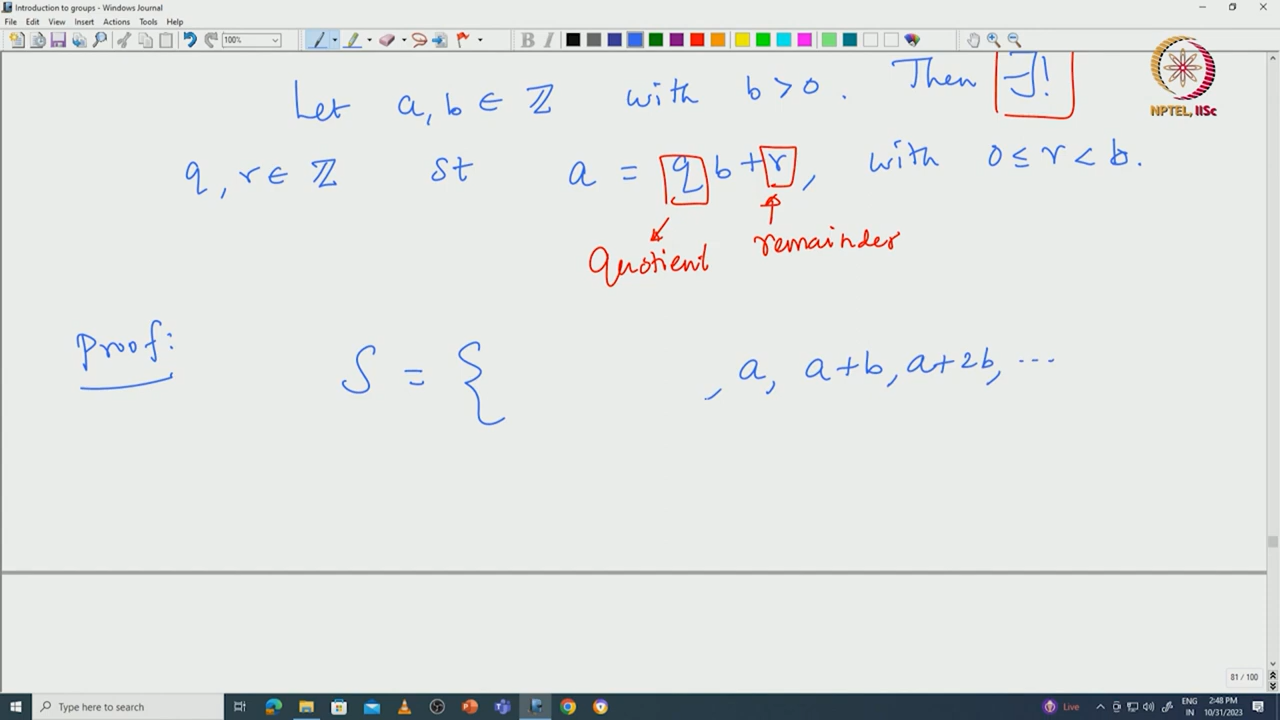 Introduction to groups - Windows Journal
File Edit View Insert Actions Tools Help
100%
B I
NPTEL, IISc
Let a, b ∈ ℤ with b > 0. Then ∃!
q, r ∈ ℤ st a = q b + r, with 0 ≤ r < b.
Quotient remainder
Proof: S = { , a, a+b, a+2b, ...
81 / 100
Type here to search
Live
ENG
IN
2:48 PM
10/31/2023